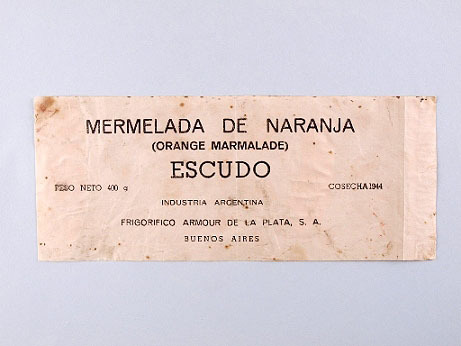 MERMELADA DE NARANJA
(ORANGE MARMALADE)
ESCUDO
PESO NETO 400 g COSECHA 1944
INDUSTRIA ARGENTINA
FRIGORIFICO ARMOUR DE LA PLATA, S. A.
BUENOS AIRES